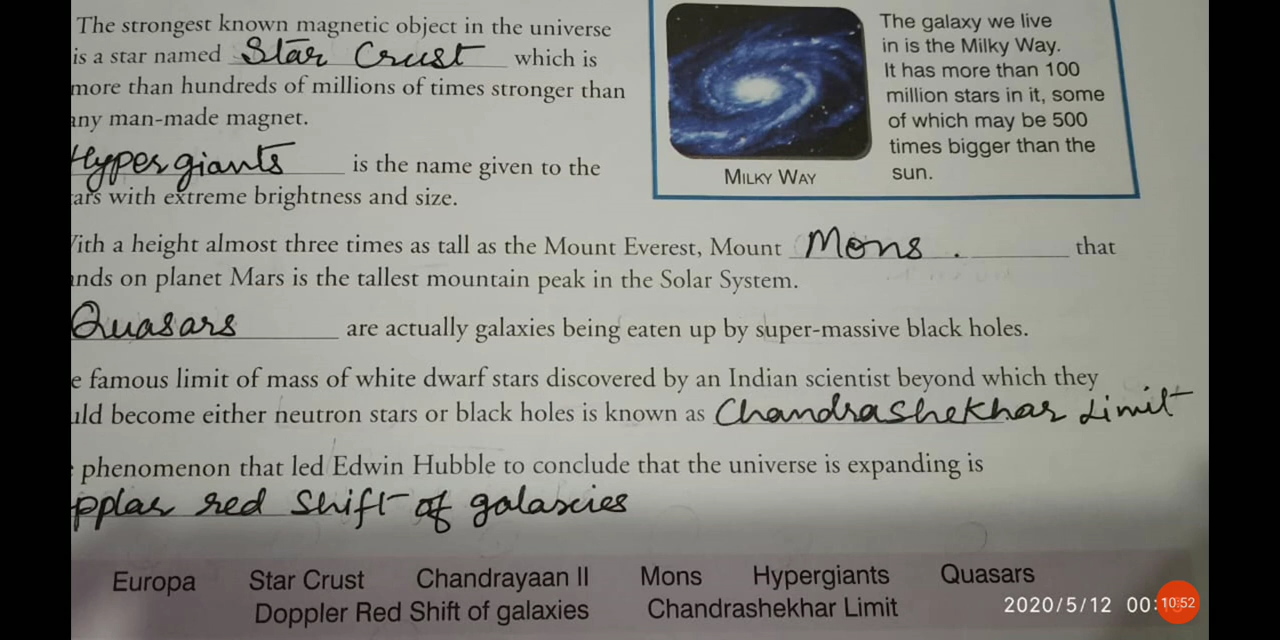 The strongest known magnetic object in the universe
is a star named Star Crust which is
more than hundreds of millions of times stronger than
any man-made magnet.
Hypergiants is the name given to the
ars with extreme brightness and size.
The galaxy we live
in is the Milky Way.
It has more than 100
million stars in it, some
of which may be 500
times bigger than the
sun.
MILKY WAY
With a height almost three times as tall as the Mount Everest, Mount Mons . that
nds on planet Mars is the tallest mountain peak in the Solar System.
Quasars are actually galaxies being eaten up by super-massive black holes.
e famous limit of mass of white dwarf stars discovered by an Indian scientist beyond which they
uld become either neutron stars or black holes is known as Chandrashekhar Limit
phenomenon that led Edwin Hubble to conclude that the universe is expanding is
pplar red shift of galaxies
Europa Star Crust Chandrayaan II Mons Hypergiants Quasars
Doppler Red Shift of galaxies Chandrashekhar Limit
2020/5/12 00:
10:52